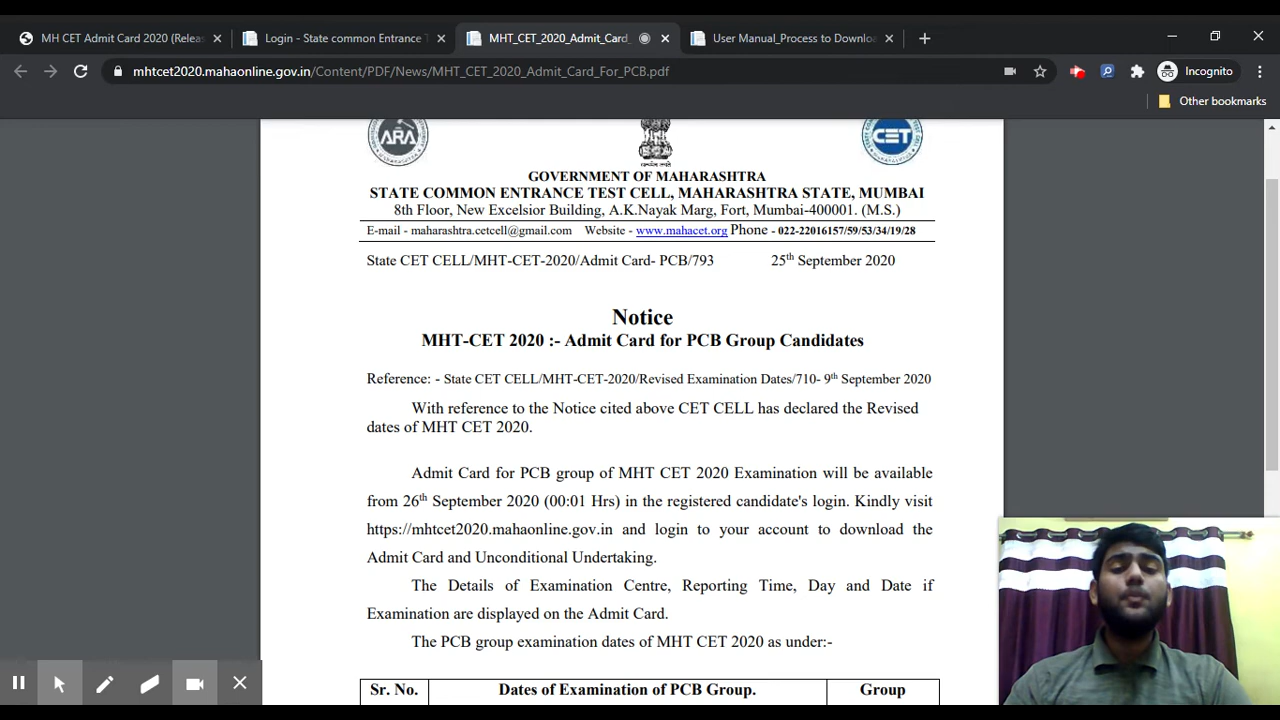 MH CET Admit Card 2020 (Relea
Login - State common Entrance T
MHT_CET_2020_Admit_Card_
User Manual_Process to Downloa
mhtcet2020.mahaonline.gov.in/Content/PDF/News/MHT_CET_2020_Admit_Card_For_PCB.pdf
Incognito
Other bookmarks
ARA
CET
GOVERNMENT OF MAHARASHTRA
STATE COMMON ENTRANCE TEST CELL, MAHARASHTRA STATE, MUMBAI
8th Floor, New Excelsior Building, A.K.Nayak Marg, Fort, Mumbai-400001. (M.S.)
E-mail - maharashtra.cetcell@gmail.com Website - www.mahacet.org Phone - 022-22016157/59/53/34/19/28
State CET CELL/MHT-CET-2020/Admit Card- PCB/793 25th September 2020
Notice
MHT-CET 2020 :- Admit Card for PCB Group Candidates
Reference: - State CET CELL/MHT-CET-2020/Revised Examination Dates/710- 9th September 2020
With reference to the Notice cited above CET CELL has declared the Revised
dates of MHT CET 2020.
Admit Card for PCB group of MHT CET 2020 Examination will be available
from 26th September 2020 (00:01 Hrs) in the registered candidate's login. Kindly visit
https://mhtcet2020.mahaonline.gov.in and login to your account to download the
Admit Card and Unconditional Undertaking.
The Details of Examination Centre, Reporting Time, Day and Date if
Examination are displayed on the Admit Card.
The PCB group examination dates of MHT CET 2020 as under:-
Sr. No. Dates of Examination of PCB Group. Group